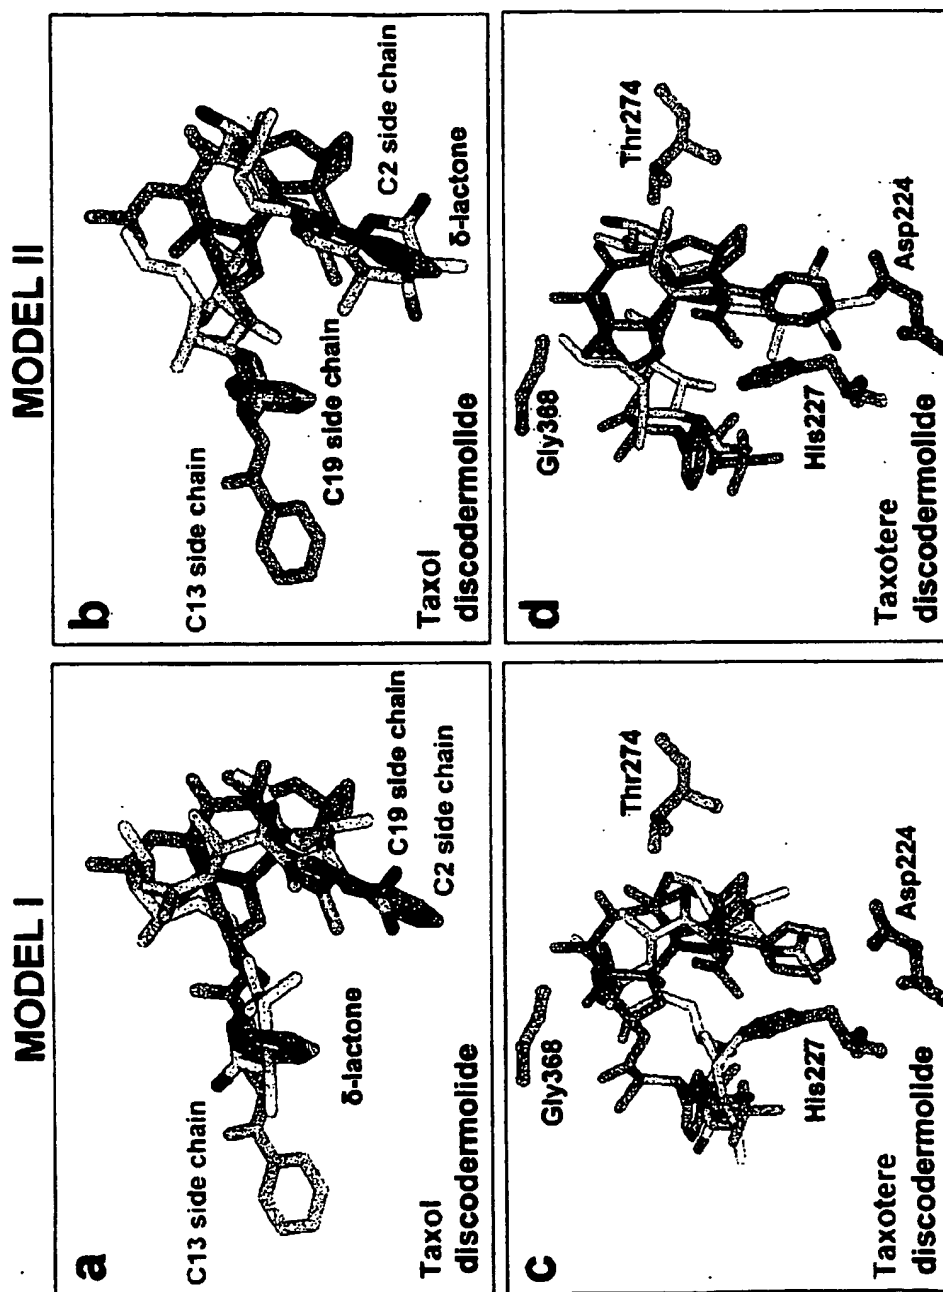 MODEL I
a
C13 side chain
δ-lactone
C19 side chain
C2 side chain
Taxol
discodermolide
MODEL II
b
C13 side chain
C19 side chain
C2 side chain
δ-lactone
Taxol
discodermolide
c
Gly368
Thr274
His227
Asp224
Taxotere
discodermolide
d
Gly368
Thr274
His227
Asp224
Taxotere
discodermolide